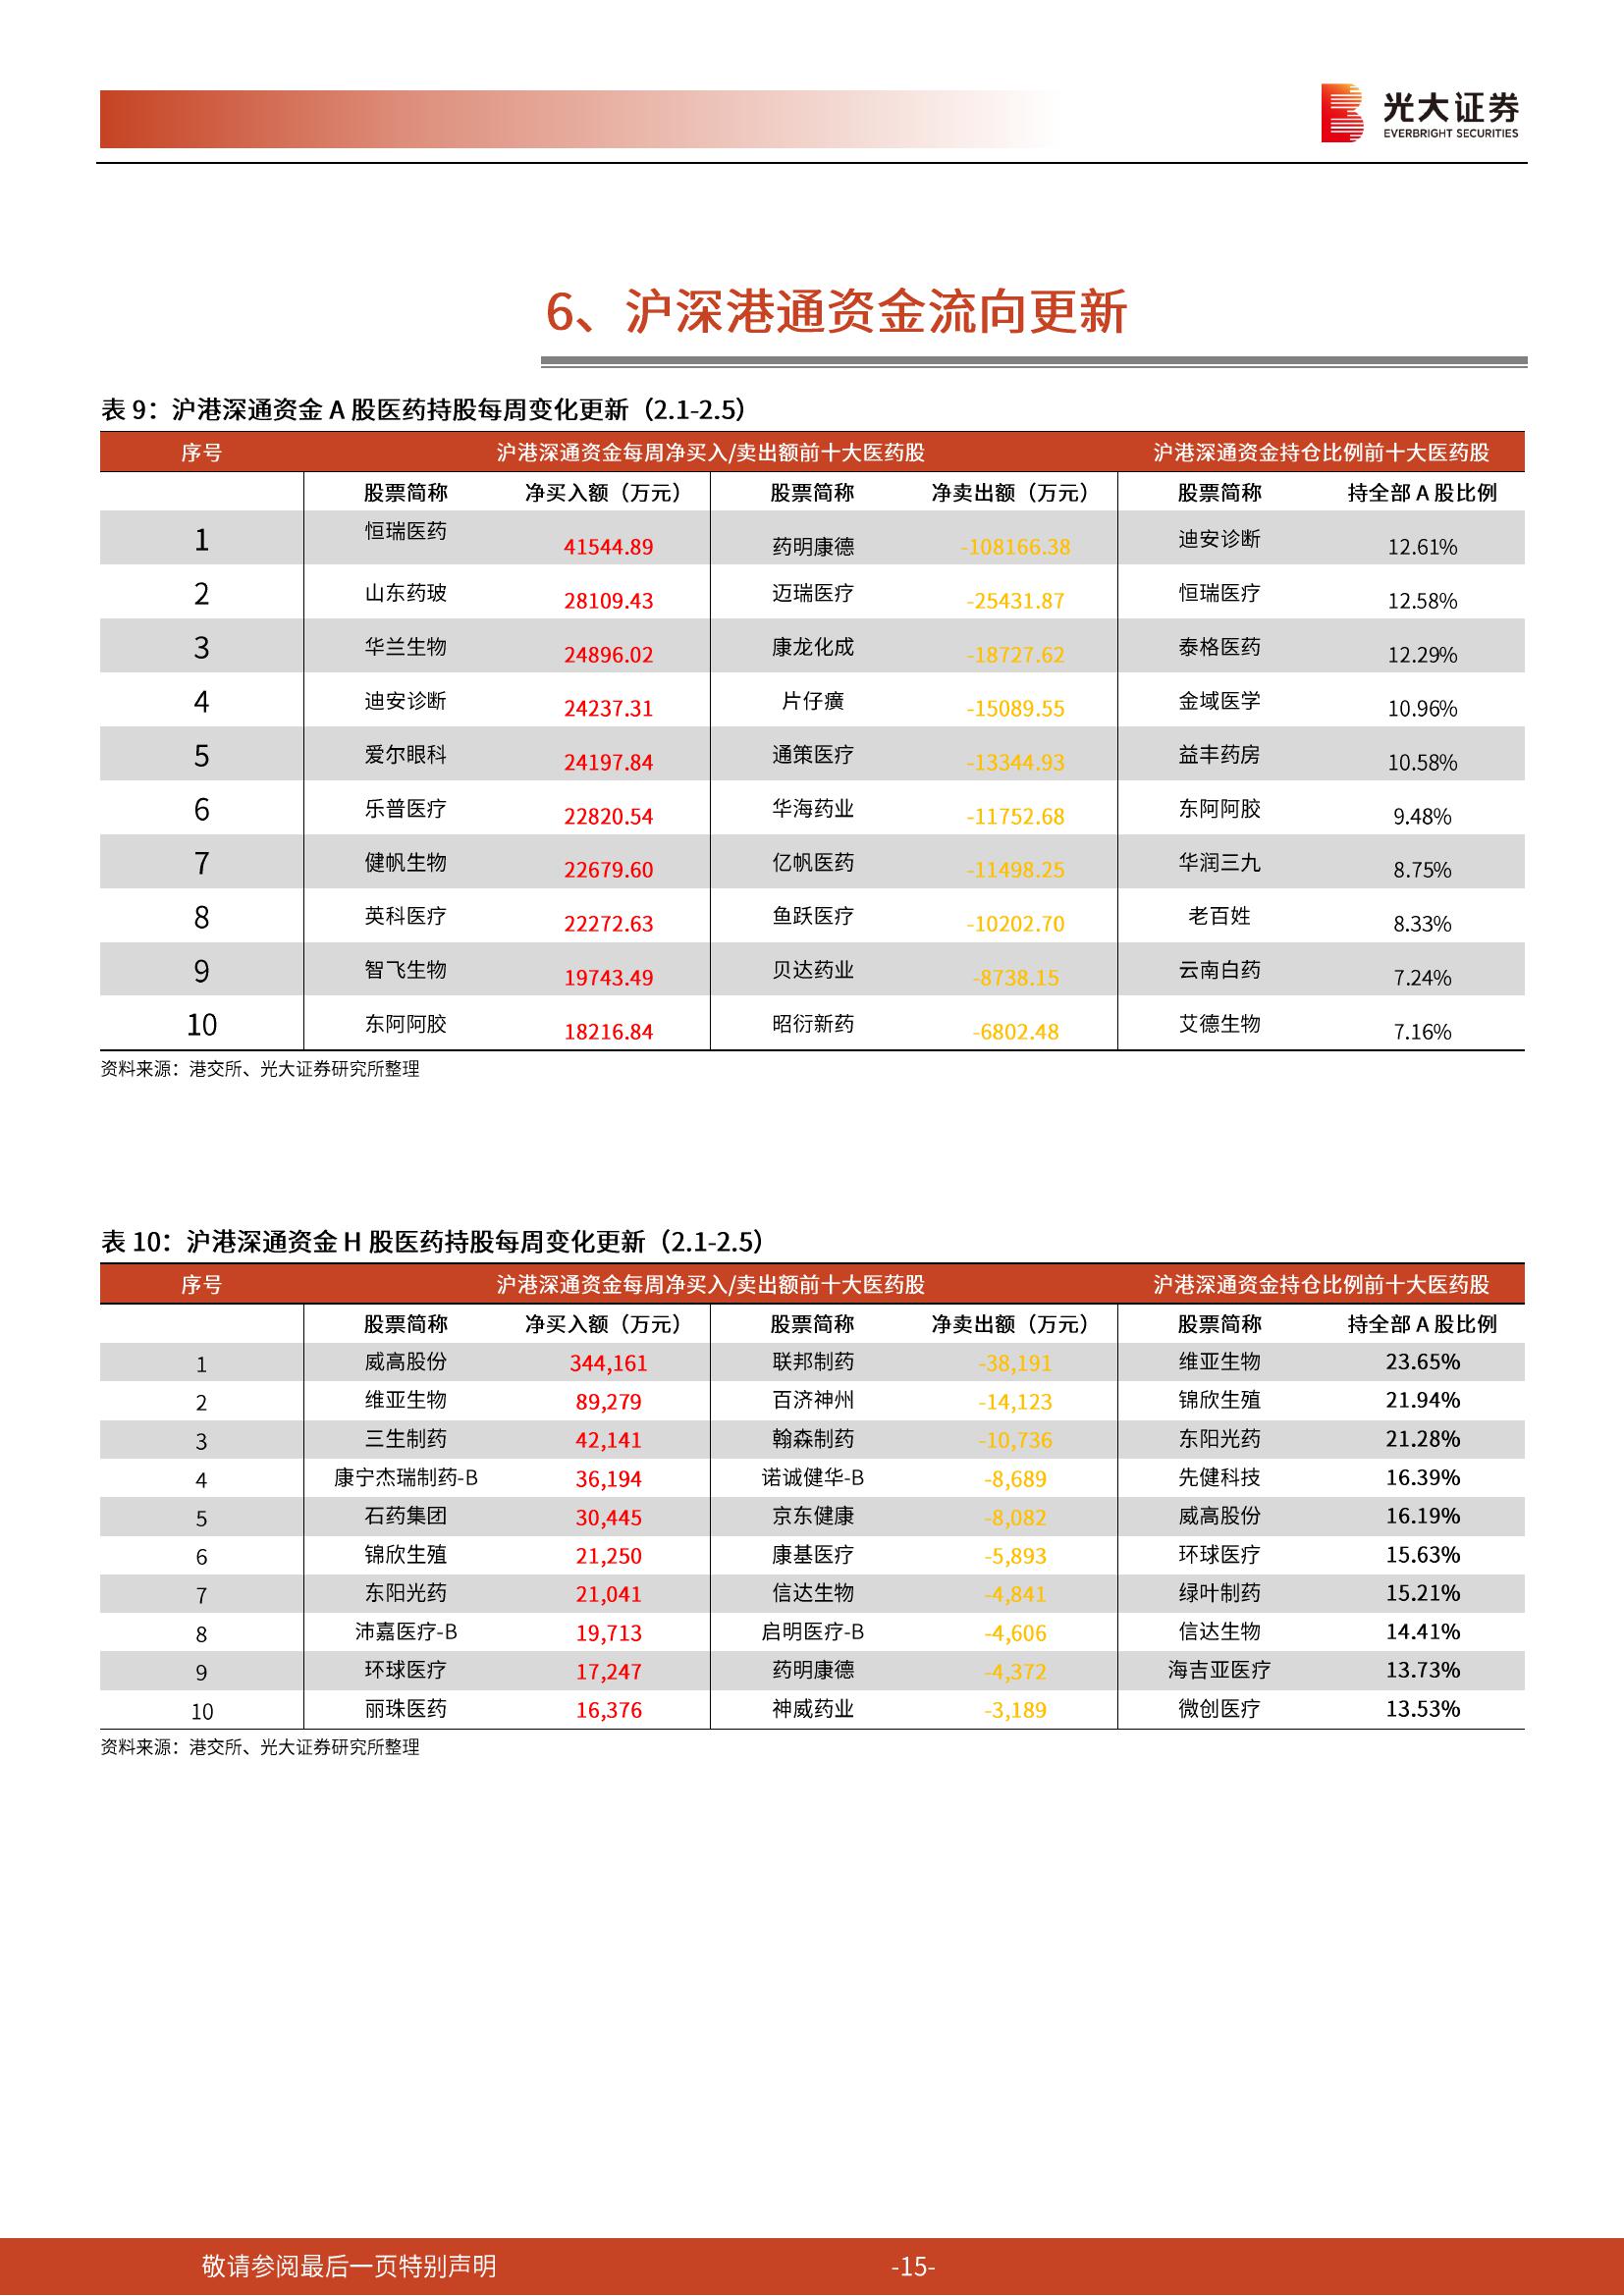 光大证券
EVERBRIGHT SECURITIES
6、沪深港通资金流向更新
表 9：沪港深通资金 A 股医药持股每周变化更新（2.1-2.5）
序号 沪港深通资金每周净买入/卖出额前十大医药股 沪港深通资金持仓比例前十大医药股
股票简称 净买入额（万元） 股票简称 净卖出额（万元） 股票简称 持全部 A 股比例
1 恒瑞医药 41544.89 药明康德 -108166.38 迪安诊断 12.61%
2 山东药玻 28109.43 迈瑞医疗 -25431.87 恒瑞医疗 12.58%
3 华兰生物 24896.02 康龙化成 -18727.62 泰格医药 12.29%
4 迪安诊断 24237.31 片仔癀 -15089.55 金域医学 10.96%
5 爱尔眼科 24197.84 通策医疗 -13344.93 益丰药房 10.58%
6 乐普医疗 22820.54 华海药业 -11752.68 东阿阿胶 9.48%
7 健帆生物 22679.60 亿帆医药 -11498.25 华润三九 8.75%
8 英科医疗 22272.63 鱼跃医疗 -10202.70 老百姓 8.33%
9 智飞生物 19743.49 贝达药业 -8738.15 云南白药 7.24%
10 东阿阿胶 18216.84 昭衍新药 -6802.48 艾德生物 7.16%
资料来源：港交所、光大证券研究所整理
表 10：沪港深通资金 H 股医药持股每周变化更新（2.1-2.5）
序号 沪港深通资金每周净买入/卖出额前十大医药股 沪港深通资金持仓比例前十大医药股
股票简称 净买入额（万元） 股票简称 净卖出额（万元） 股票简称 持全部 A 股比例
1 威高股份 344,161 联邦制药 -38,191 维亚生物 23.65%
2 维亚生物 89,279 百济神州 -14,123 锦欣生殖 21.94%
3 三生制药 42,141 翰森制药 -10,736 东阳光药 21.28%
4 康宁杰瑞制药-B 36,194 诺诚健华-B -8,689 先健科技 16.39%
5 石药集团 30,445 京东健康 -8,082 威高股份 16.19%
6 锦欣生殖 21,250 康基医疗 -5,893 环球医疗 15.63%
7 东阳光药 21,041 信达生物 -4,841 绿叶制药 15.21%
8 沛嘉医疗-B 19,713 启明医疗-B -4,606 信达生物 14.41%
9 环球医疗 17,247 药明康德 -4,372 海吉亚医疗 13.73%
10 丽珠医药 16,376 神威药业 -3,189 微创医疗 13.53%
资料来源：港交所、光大证券研究所整理
敬请参阅最后一页特别声明 -15-